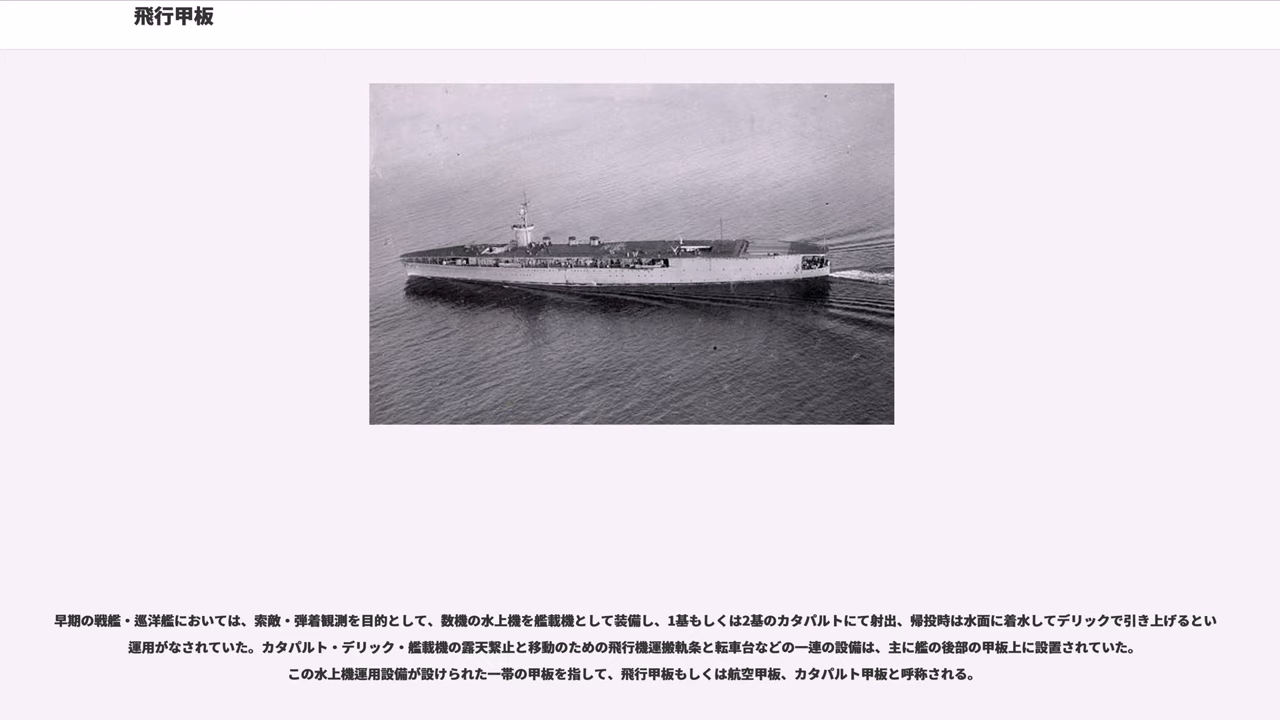 飛行甲板
早期の戦艦・巡洋艦においては、索敵・弾着観測を目的として、数機の水上機を艦載機として装備し、1基もしくは2基のカタパルトにて射出、帰投時は水面に着水してデリックで引き上げるとい
運用がなされていた。カタパルト・デリック・艦載機の露天繋止と移動のための飛行機運搬軌条と転車台などの一連の設備は、主に艦の後部の甲板上に設置されていた。
この水上機運用設備が設けられた一帯の甲板を指して、飛行甲板もしくは航空甲板、カタパルト甲板と呼称される。